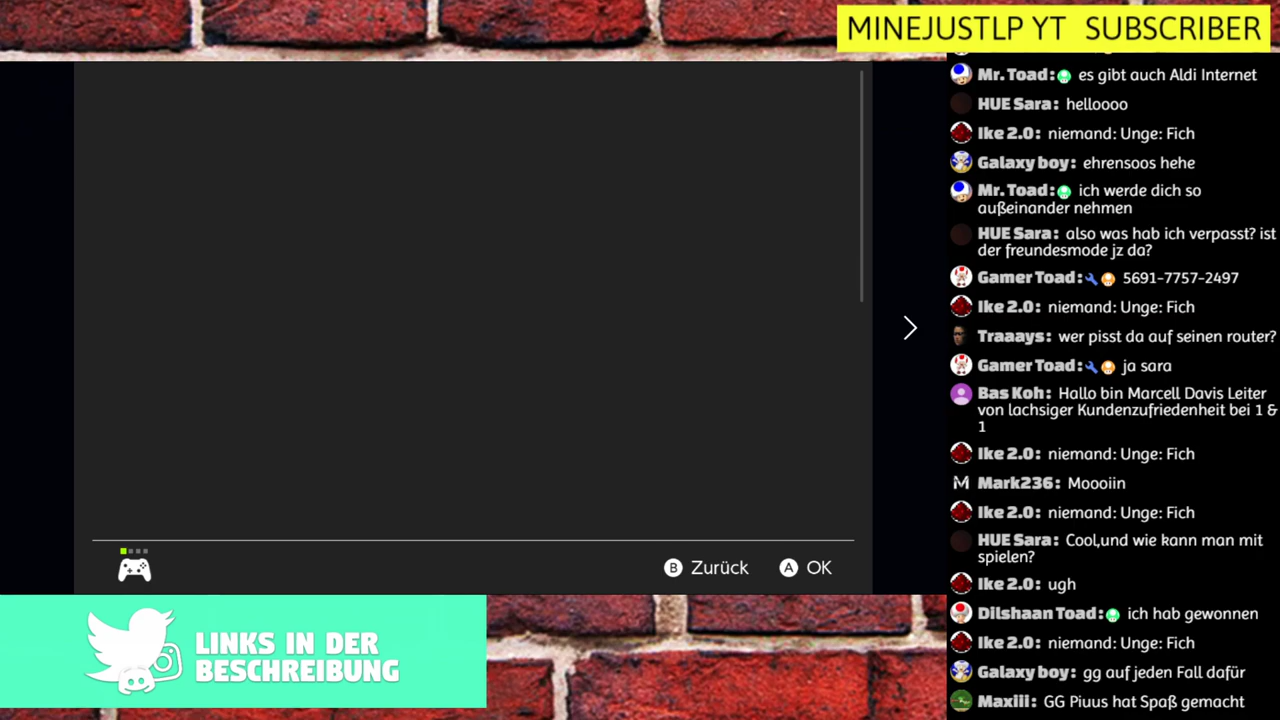 MINEJUSTLP YT SUBSCRIBER
Mr. Toad: es gibt auch Aldi Internet
HUE Sara: helloooo
Ike 2.0: niemand: Unge: Fich
Galaxy boy: ehrensoos hehe
Mr. Toad: ich werde dich so
außeinander nehmen
HUE Sara: also was hab ich verpasst? ist
der freundesmode jz da?
Gamer Toad: 5691-7757-2497
Ike 2.0: niemand: Unge: Fich
Traaays: wer pisst da auf seinen router?
Gamer Toad: ja sara
Bas Koh: Hallo bin Marcell Davis Leiter
von lachsiger Kundenzufriedenheit bei 1 &
1
Ike 2.0: niemand: Unge: Fich
Mark236: Moooiin
Ike 2.0: niemand: Unge: Fich
HUE Sara: Cool,und wie kann man mit
spielen?
Ike 2.0: ugh
Dilshaan Toad: ich hab gewonnen
Ike 2.0: niemand: Unge: Fich
Galaxy boy: gg auf jeden Fall dafür
Maxiii: GG Piuus hat Spaß gemacht
B Zurück A OK
LINKS IN DER
BESCHREIBUNG